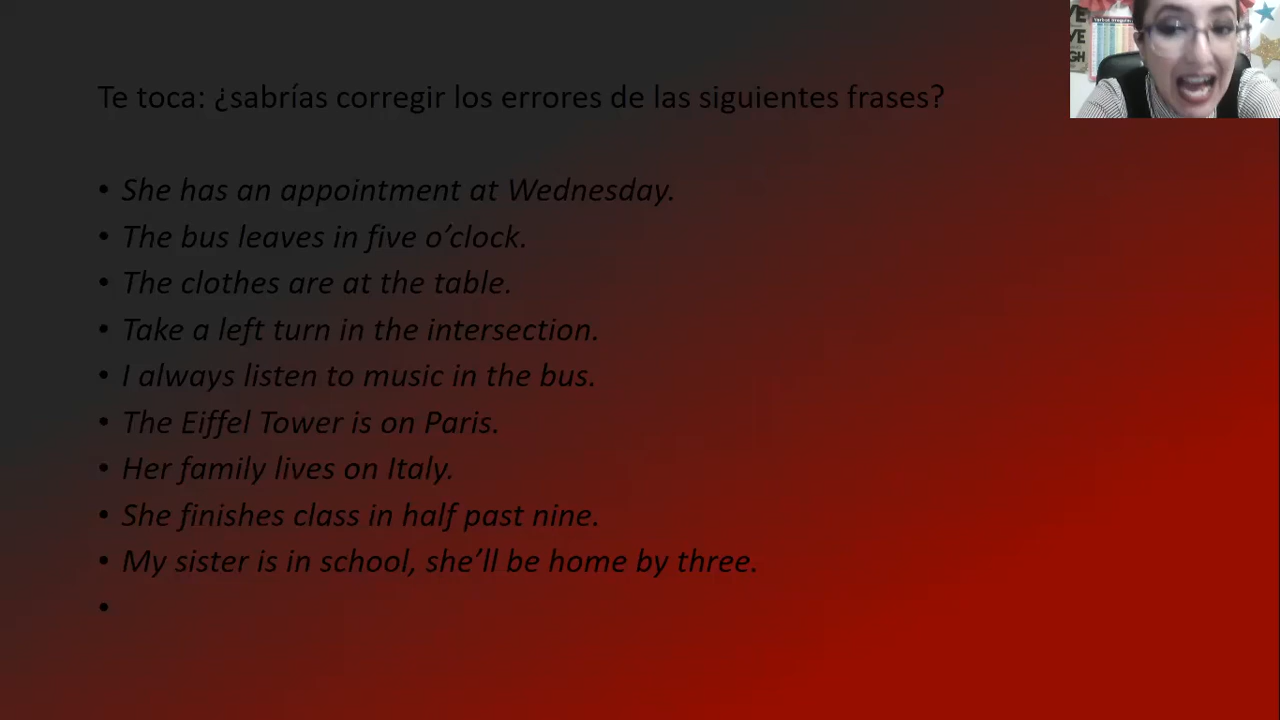 Te toca: ¿sabrías corregir los errores de las siguientes frases?
• She has an appointment at Wednesday.
• The bus leaves in five o’clock.
• The clothes are at the table.
• Take a left turn in the intersection.
• I always listen to music in the bus.
• The Eiffel Tower is on Paris.
• Her family lives on Italy.
• She finishes class in half past nine.
• My sister is in school, she’ll be home by three.
•